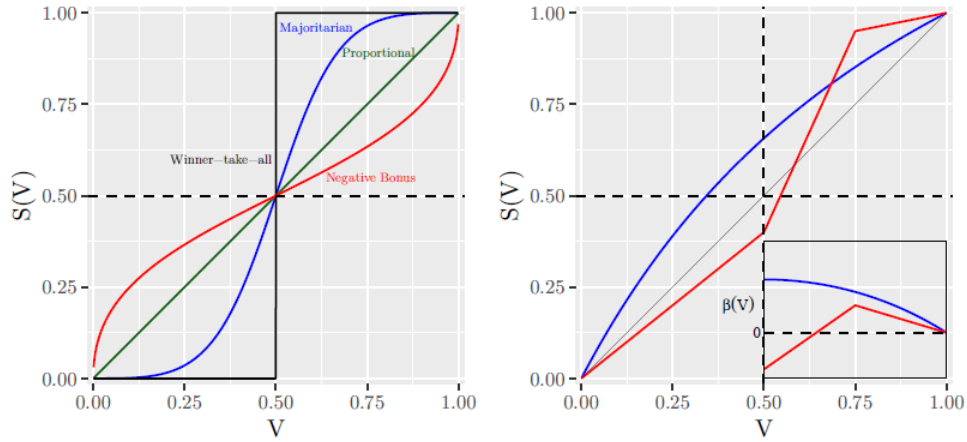 1.00
0.75
0.50
0.25
0.00
S(V)
Majoritarian
Proportional
Winner−take−all
Negative Bonus
0.00 0.25 0.50 0.75 1.00
V
1.00
0.75
0.50
0.25
0.00
S(V)
β(V)
0
0.00 0.25 0.50 0.75 1.00
V